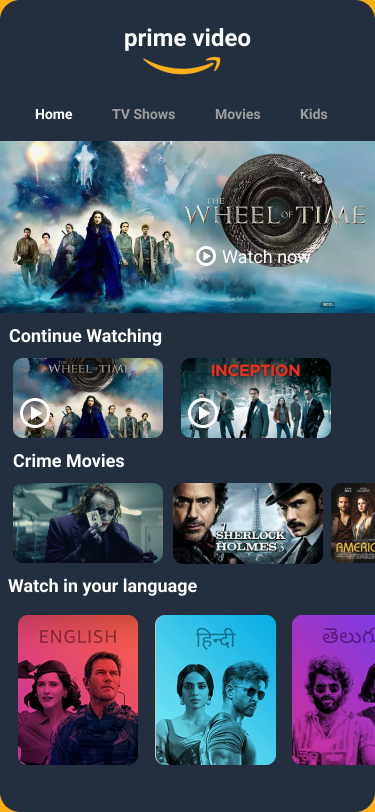 prime video
Home
TV Shows
Movies
Kids
THE
WHEEL OF TIME
Watch now
Continue Watching
THE
WHEEL OF TIME
INCEPTION
Crime Movies
SHERLOCK
HOLMES
AMERIC
Watch in your language
ENGLISH
हिन्दी
తెలుగు